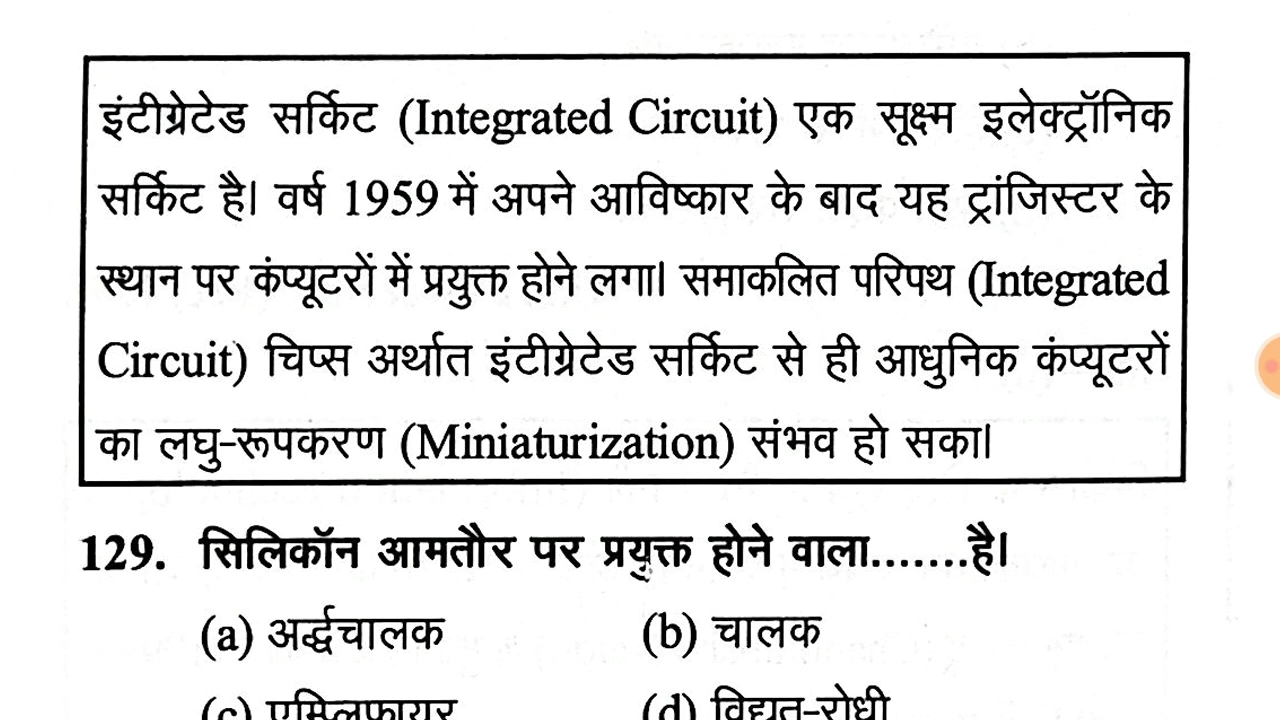 इंटीग्रेटेड सर्किट (Integrated Circuit) एक सूक्ष्म इलेक्ट्रॉनिक
सर्किट है। वर्ष 1959 में अपने आविष्कार के बाद यह ट्रांजिस्टर के
स्थान पर कंप्यूटरों में प्रयुक्त होने लगा। समाकलित परिपथ (Integrated
Circuit) चिप्स अर्थात इंटीग्रेटेड सर्किट से ही आधुनिक कंप्यूटरों
का लघु-रूपकरण (Miniaturization) संभव हो सका।
129. सिलिकॉन आमतौर पर प्रयुक्त होने वाला.......है।
(a) अर्द्धचालक (b) चालक
(c) एम्प्लिफायर (d) विद्युत-रोधी